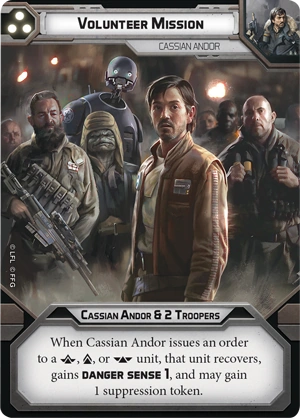 VOLUNTEER MISSION
CASSIAN ANDOR
© LFL © FFG
CASSIAN ANDOR & 2 TROOPERS
When Cassian Andor issues an order
to a , , or unit, that unit recovers,
gains DANGER SENSE 1, and may gain
1 suppression token.